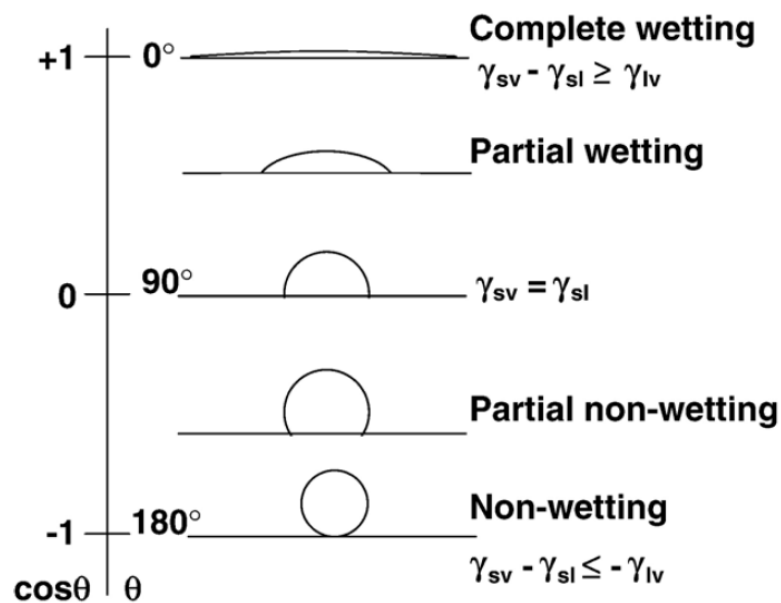 Complete wetting
+1 0°
γsv - γsl ≥ γlv
Partial wetting
0 90°
γsv = γsl
Partial non-wetting
Non-wetting
-1 180°
γsv - γsl ≤ - γlv
cosθ θ